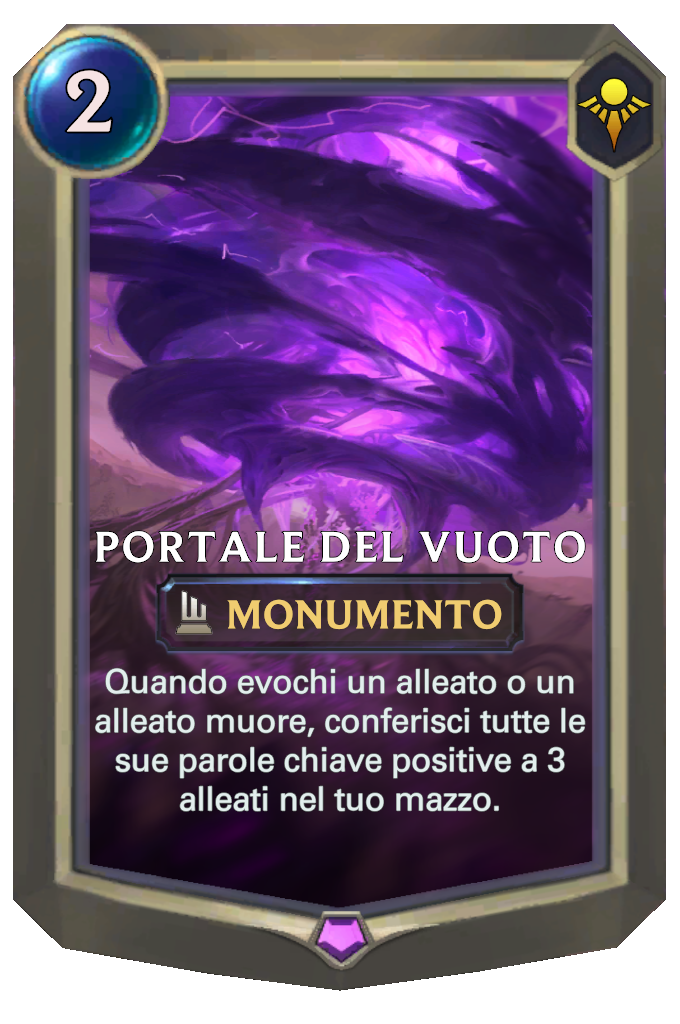 2
PORTALE DEL VUOTO
MONUMENTO
Quando evochi un alleato o un
alleato muore, conferisci tutte le
sue parole chiave positive a 3
alleati nel tuo mazzo.